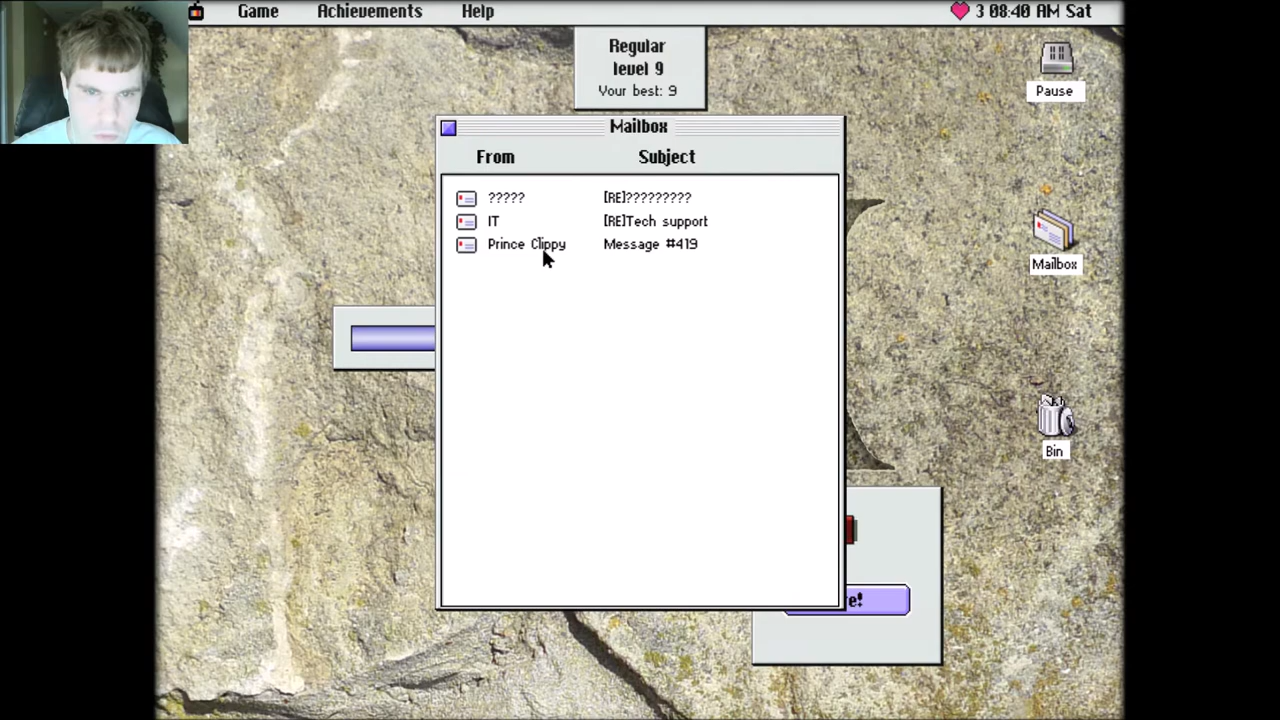 Game Achievements Help 3 08:40 AM Sat
Regular
level 9
Your best: 9
Pause
Mailbox
From Subject
????? [RE]?????????
IT [RE]Tech support
Prince Clippy Message #419
Mailbox
Bin